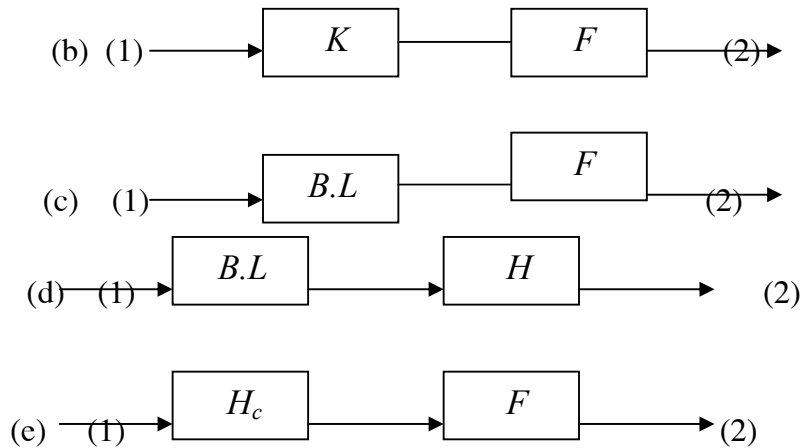 (b) (1) K F (2)
(c) (1) B.L F (2)
(d) (1) B.L H (2)
(e) (1) Hc F (2)